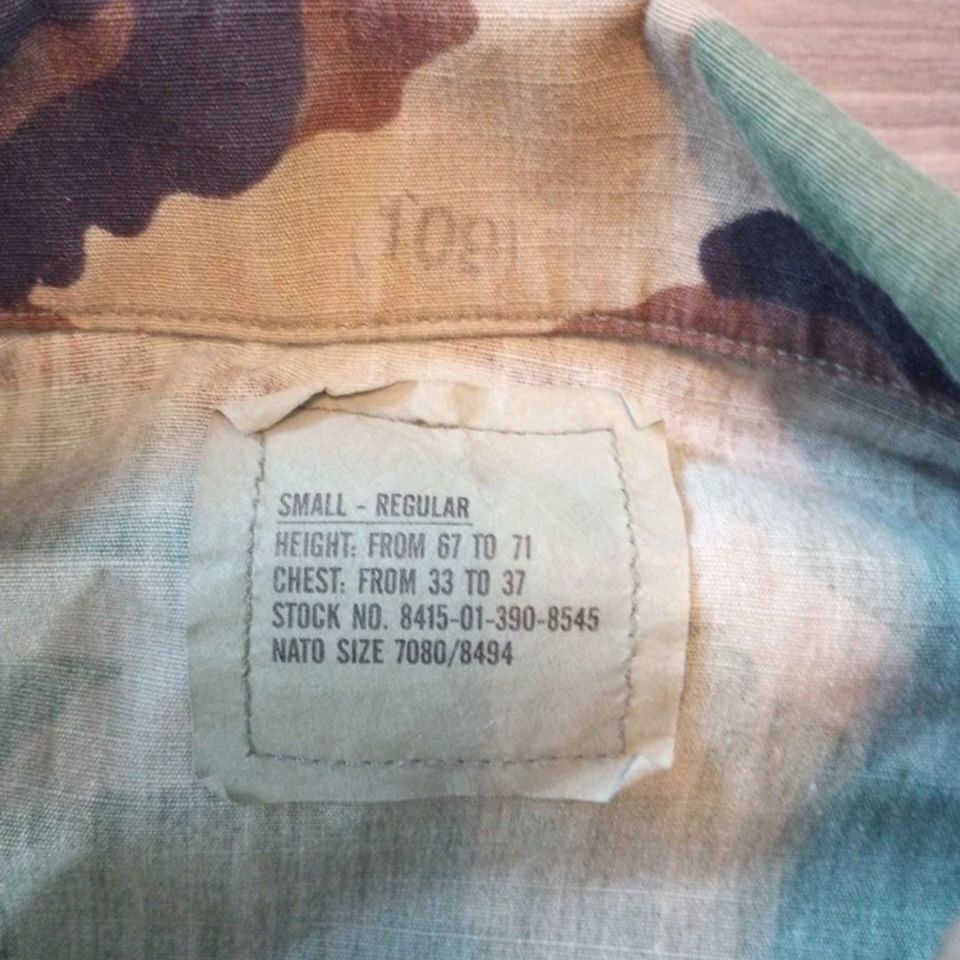 SMALL - REGULAR
HEIGHT: FROM 67 TO 71
CHEST: FROM 33 TO 37
STOCK NO. 8415-01-390-8545
NATO SIZE 7080/8494